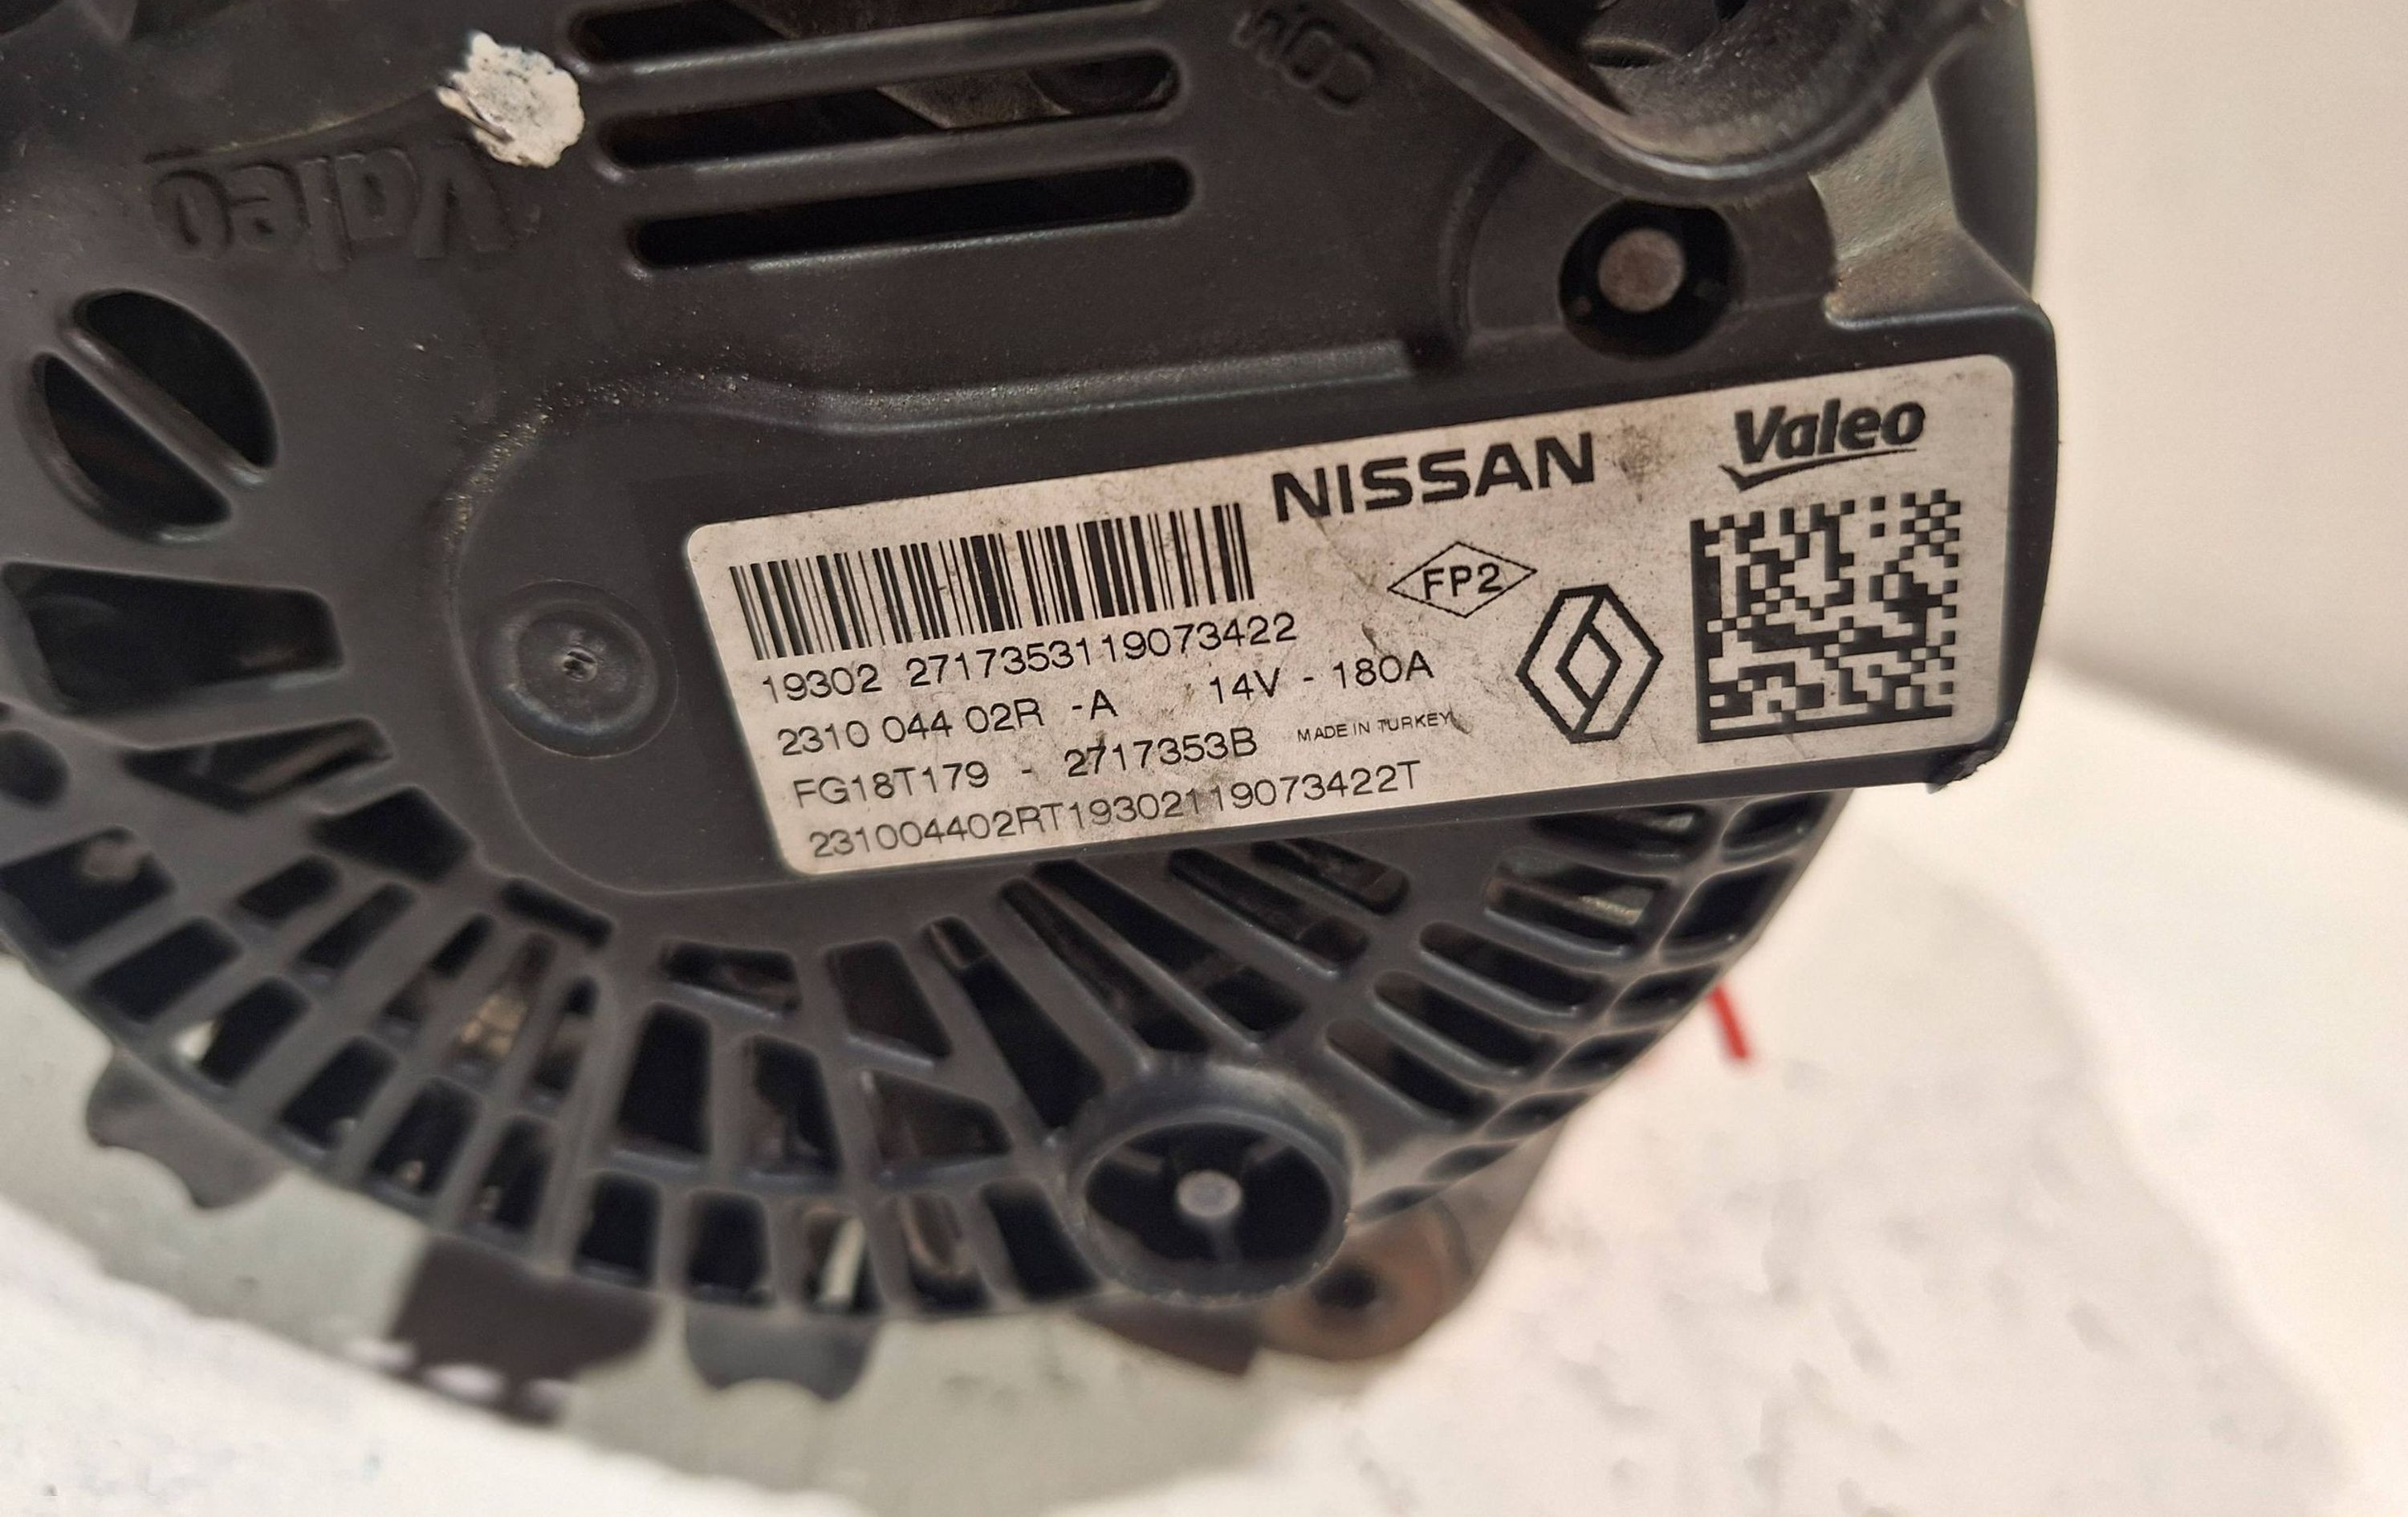 Valeo
NISSAN
Valeo
FP2
19302 2717353119073422
2310 044 02R -A 14V - 180A
FG18T179 - 2717353B MADE IN TURKEY
231004402RT19302119073422T